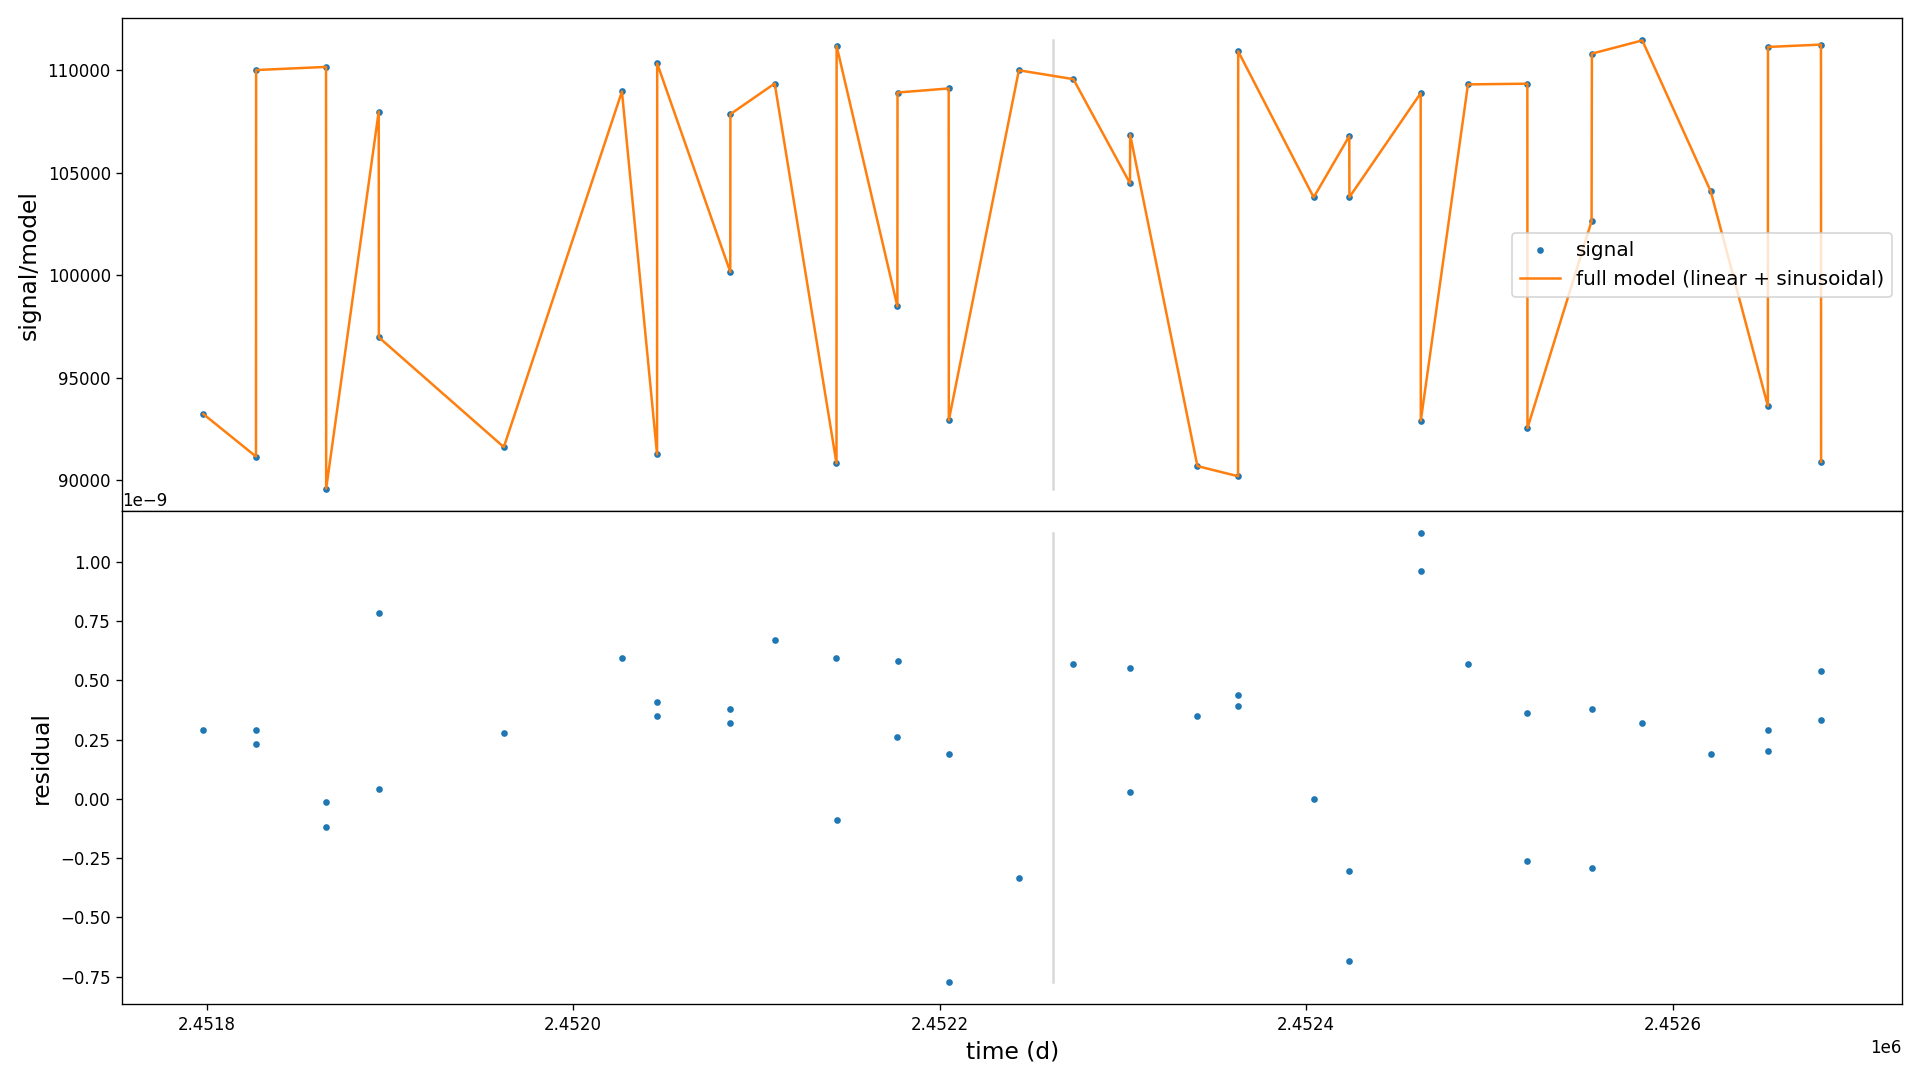 110000
105000
100000
95000
90000
signal/model
signal
full model (linear + sinusoidal)
1e−9
1.00
0.75
0.50
0.25
0.00
−0.25
−0.50
−0.75
residual
2.4518
2.4520
2.4522
2.4524
2.4526
time (d)
1e6